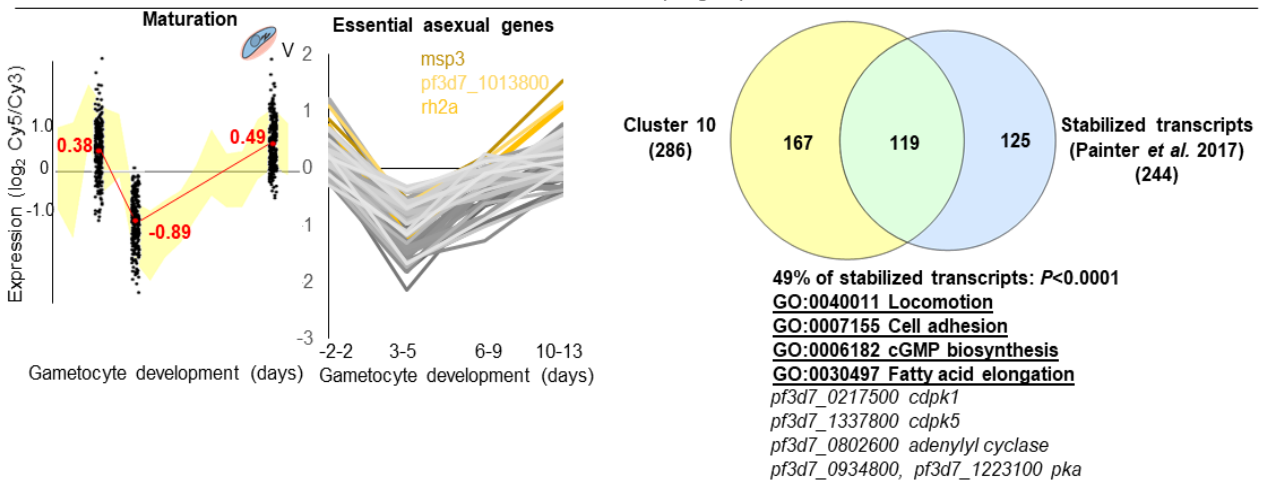 Maturation
V
Expression (log2 Cy5/Cy3)
1.0
0
-1.0
0.38
-0.89
0.49
Gametocyte development (days)
Essential asexual genes
2
1
0
1
2
-3
msp3
pf3d7_1013800
rh2a
-2-2 3-5 6-9 10-13
Gametocyte development (days)
Cluster 10
(286)
167
119
125
Stabilized transcripts
(Painter et al. 2017)
(244)
49% of stabilized transcripts: P<0.0001
GO:0040011 Locomotion
GO:0007155 Cell adhesion
GO:0006182 cGMP biosynthesis
GO:0030497 Fatty acid elongation
pf3d7_0217500 cdpk1
pf3d7_1337800 cdpk5
pf3d7_0802600 adenylyl cyclase
pf3d7_0934800, pf3d7_1223100 pka